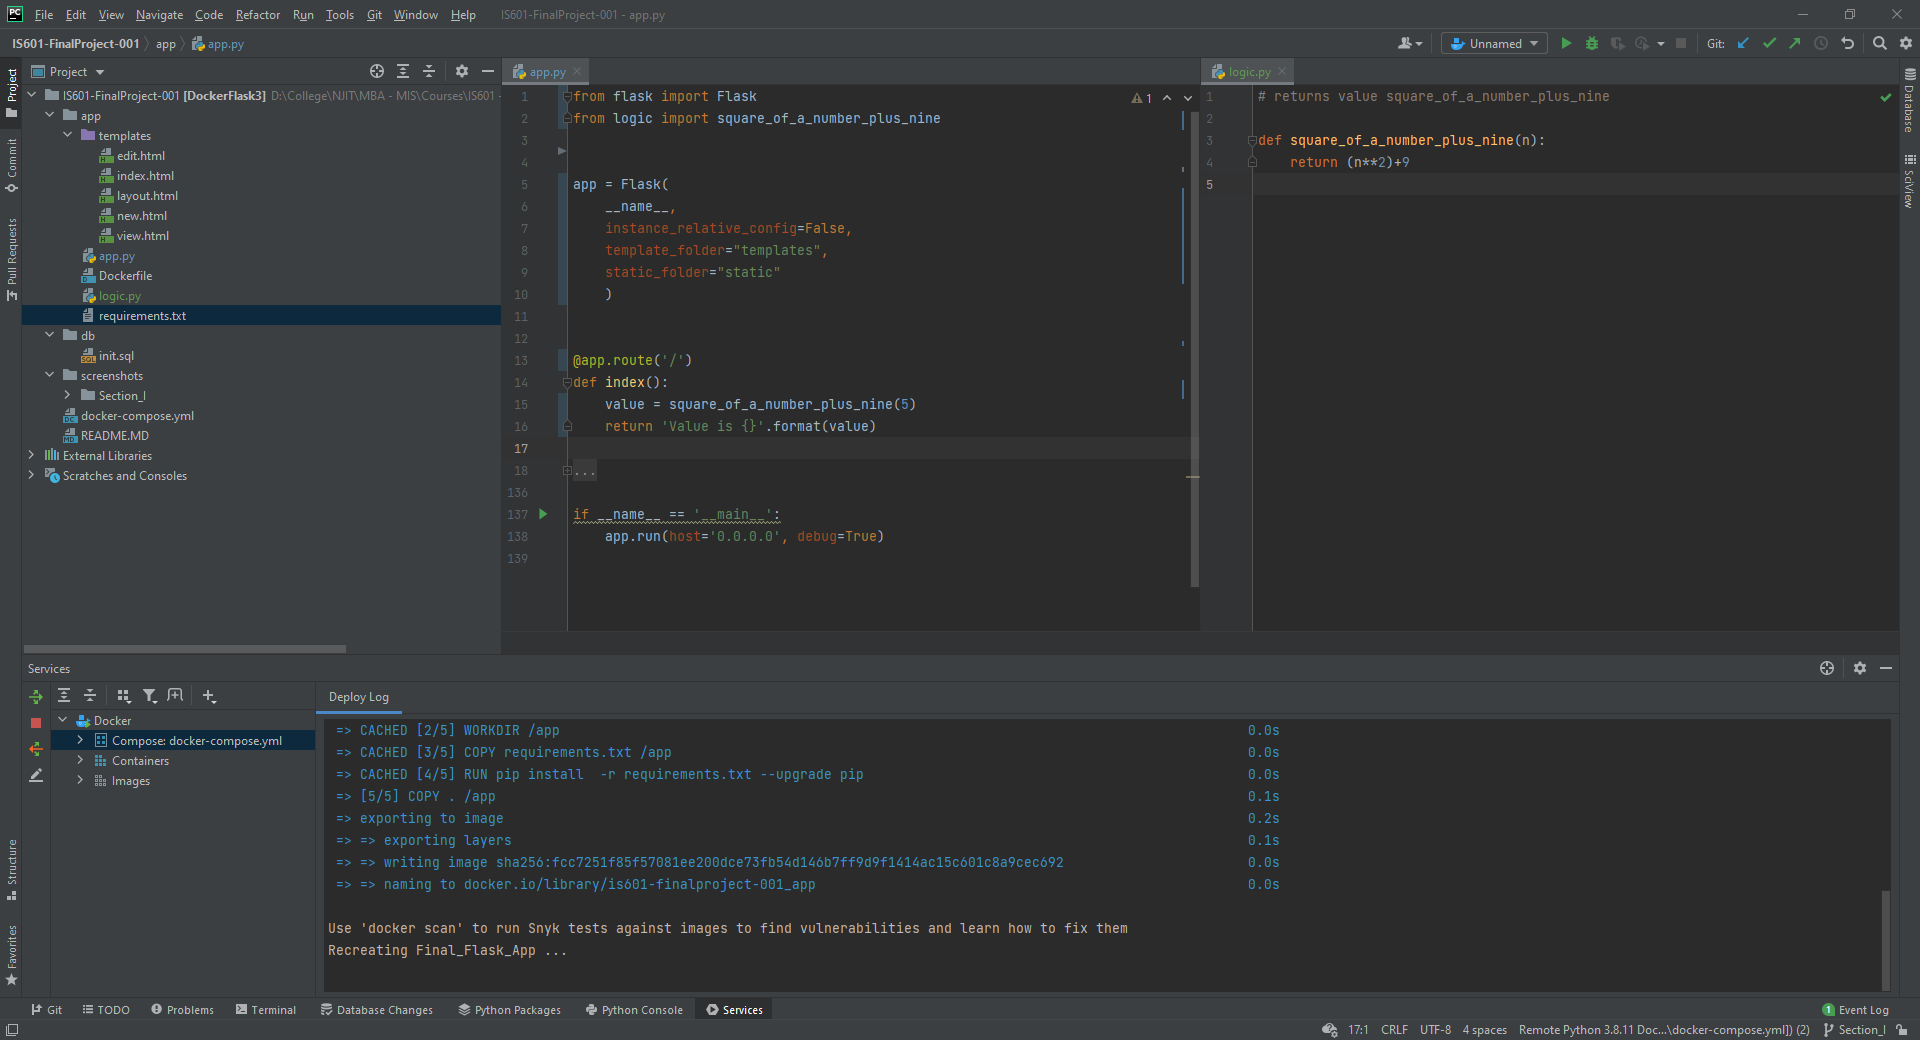 PC File Edit View Navigate Code Refactor Run Tools Git Window Help IS601-FinalProject-001 - app.py
IS601-FinalProject-001 app app.py Unnamed Git:
Project
Commit
Pull Requests
Structure
Favorites
Project
IS601-FinalProject-001 [DockerFlask3] D:\College\NJIT\MBA - MIS\Courses\IS601 -
app
templates
edit.html
index.html
layout.html
new.html
view.html
app.py
Dockerfile
logic.py
requirements.txt
db
init.sql
screenshots
Section_I
docker-compose.yml
README.MD
External Libraries
Scratches and Consoles
app.py
1 from flask import Flask
2 from logic import square_of_a_number_plus_nine
3
4
5 app = Flask(
6 __name__,
7 instance_relative_config=False,
8 template_folder="templates",
9 static_folder="static"
10 )
11
12
13 @app.route('/')
14 def index():
15 value = square_of_a_number_plus_nine(5)
16 return 'Value is {}'.format(value)
17
18 ...
136
137 if __name__ == '__main__':
138 app.run(host='0.0.0.0', debug=True)
139
1
logic.py
1 # returns value square_of_a_number_plus_nine
2
3 def square_of_a_number_plus_nine(n):
4 return (n**2)+9
5
Database
SciView
Services
Docker
Compose: docker-compose.yml
Containers
Images
Deploy Log
=> CACHED [2/5] WORKDIR /app 0.0s
=> CACHED [3/5] COPY requirements.txt /app 0.0s
=> CACHED [4/5] RUN pip install  -r requirements.txt --upgrade pip 0.0s
=> [5/5] COPY . /app 0.1s
=> exporting to image 0.2s
=> => exporting layers 0.1s
=> => writing image sha256:fcc7251f85f57081ee200dce73fb54d146b7ff9d9f1414ac15c601c8a9cec692 0.0s
=> => naming to docker.io/library/is601-finalproject-001_app 0.0s
Use 'docker scan' to run Snyk tests against images to find vulnerabilities and learn how to fix them
Recreating Final_Flask_App ...
Git TODO Problems Terminal Database Changes Python Packages Python Console Services 1 Event Log
17:1 CRLF UTF-8 4 spaces Remote Python 3.8.11 Doc...\docker-compose.yml]) (2) Section_I